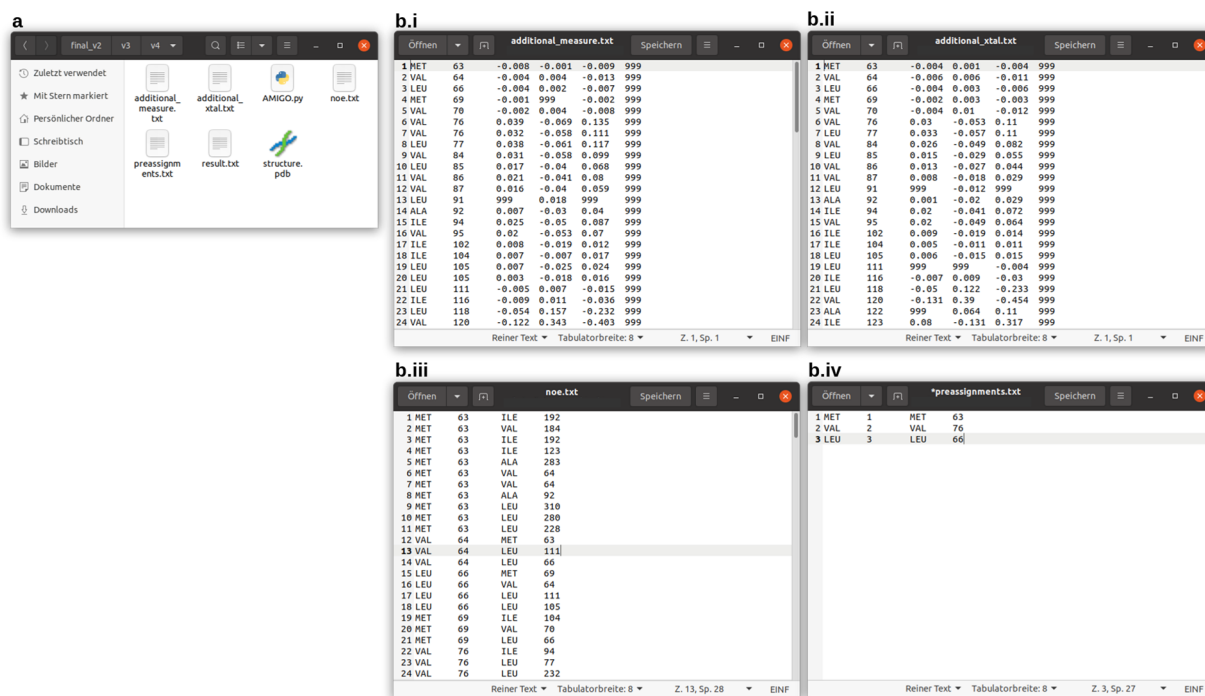 a
final_v2 v3 v4
Zuletzt verwendet
Mit Stern markiert
Persönlicher Ordner
Schreibtisch
Bilder
Dokumente
Downloads
additional_
measure.
txt
additional_
xtal.txt
AMIGO.py
noe.txt
preassignm
ents.txt
result.txt
structure.
pdb
b.i
Öffnen additional_measure.txt Speichern
1 MET 63 -0.008 -0.001 -0.009 999
2 VAL 64 -0.004 0.004 -0.013 999
3 LEU 66 -0.004 0.002 -0.007 999
4 MET 69 -0.001 999 -0.002 999
5 VAL 70 -0.002 0.004 -0.008 999
6 VAL 76 0.039 -0.069 0.135 999
7 VAL 76 0.032 -0.058 0.111 999
8 LEU 77 0.038 -0.061 0.117 999
9 VAL 84 0.031 -0.058 0.099 999
10 LEU 85 0.017 -0.04 0.068 999
11 VAL 86 0.021 -0.041 0.08 999
12 VAL 87 0.016 -0.04 0.059 999
13 LEU 91 999 0.018 999 999
14 ALA 92 0.007 -0.03 0.04 999
15 ILE 94 0.025 -0.05 0.087 999
16 VAL 95 0.02 -0.053 0.07 999
17 ILE 102 0.008 -0.019 0.012 999
18 ILE 104 0.007 -0.007 0.017 999
19 LEU 105 0.007 -0.025 0.024 999
20 LEU 105 0.003 -0.018 0.016 999
21 LEU 111 -0.005 0.007 -0.015 999
22 ILE 116 -0.009 0.011 -0.036 999
23 LEU 118 -0.054 0.157 -0.232 999
24 VAL 120 -0.122 0.343 -0.403 999
Reiner Text Tabulatorbreite: 8 Z. 1, Sp. 1 EINF
b.ii
Öffnen additional_xtal.txt Speichern
1 MET 63 -0.004 0.001 -0.004 999
2 VAL 64 -0.006 0.006 -0.011 999
3 LEU 66 -0.004 0.003 -0.006 999
4 MET 69 -0.002 0.003 -0.003 999
5 VAL 70 -0.004 0.01 -0.012 999
6 VAL 76 0.03 -0.053 0.11 999
7 LEU 77 0.033 -0.057 0.11 999
8 VAL 84 0.026 -0.049 0.082 999
9 LEU 85 0.015 -0.029 0.055 999
10 VAL 86 0.013 -0.027 0.044 999
11 VAL 87 0.008 -0.018 0.029 999
12 LEU 91 999 -0.012 999 999
13 ALA 92 0.001 -0.02 0.029 999
14 ILE 94 0.02 -0.041 0.072 999
15 VAL 95 0.02 -0.049 0.064 999
16 ILE 102 0.009 -0.019 0.014 999
17 ILE 104 0.005 -0.011 0.011 999
18 LEU 105 0.006 -0.015 0.015 999
19 LEU 111 999 999 -0.004 999
20 ILE 116 -0.007 0.009 -0.03 999
21 LEU 118 -0.05 0.122 -0.233 999
22 VAL 120 -0.131 0.39 -0.454 999
23 ALA 122 999 0.064 0.11 999
24 ILE 123 0.08 -0.131 0.317 999
Reiner Text Tabulatorbreite: 8 Z. 1, Sp. 1 EINF
b.iii
Öffnen noe.txt Speichern
1 MET 63 ILE 192
2 MET 63 VAL 184
3 MET 63 ILE 192
4 MET 63 ILE 123
5 MET 63 ALA 283
6 MET 63 VAL 64
7 MET 63 VAL 64
8 MET 63 ALA 92
9 MET 63 LEU 310
10 MET 63 LEU 280
11 MET 63 LEU 228
12 VAL 64 MET 63
13 VAL 64 LEU 111
14 VAL 64 LEU 66
15 LEU 66 MET 69
16 LEU 66 VAL 64
17 LEU 66 LEU 111
18 LEU 66 LEU 105
19 MET 69 ILE 104
20 MET 69 VAL 70
21 MET 69 LEU 66
22 VAL 76 ILE 94
23 VAL 76 LEU 77
24 VAL 76 LEU 232
Reiner Text Tabulatorbreite: 8 Z. 13, Sp. 28 EINF
b.iv
Öffnen *preassignments.txt Speichern
1 MET 1 MET 63
2 VAL 2 VAL 76
3 LEU 3 LEU 66
Reiner Text Tabulatorbreite: 8 Z. 3, Sp. 27 EINF